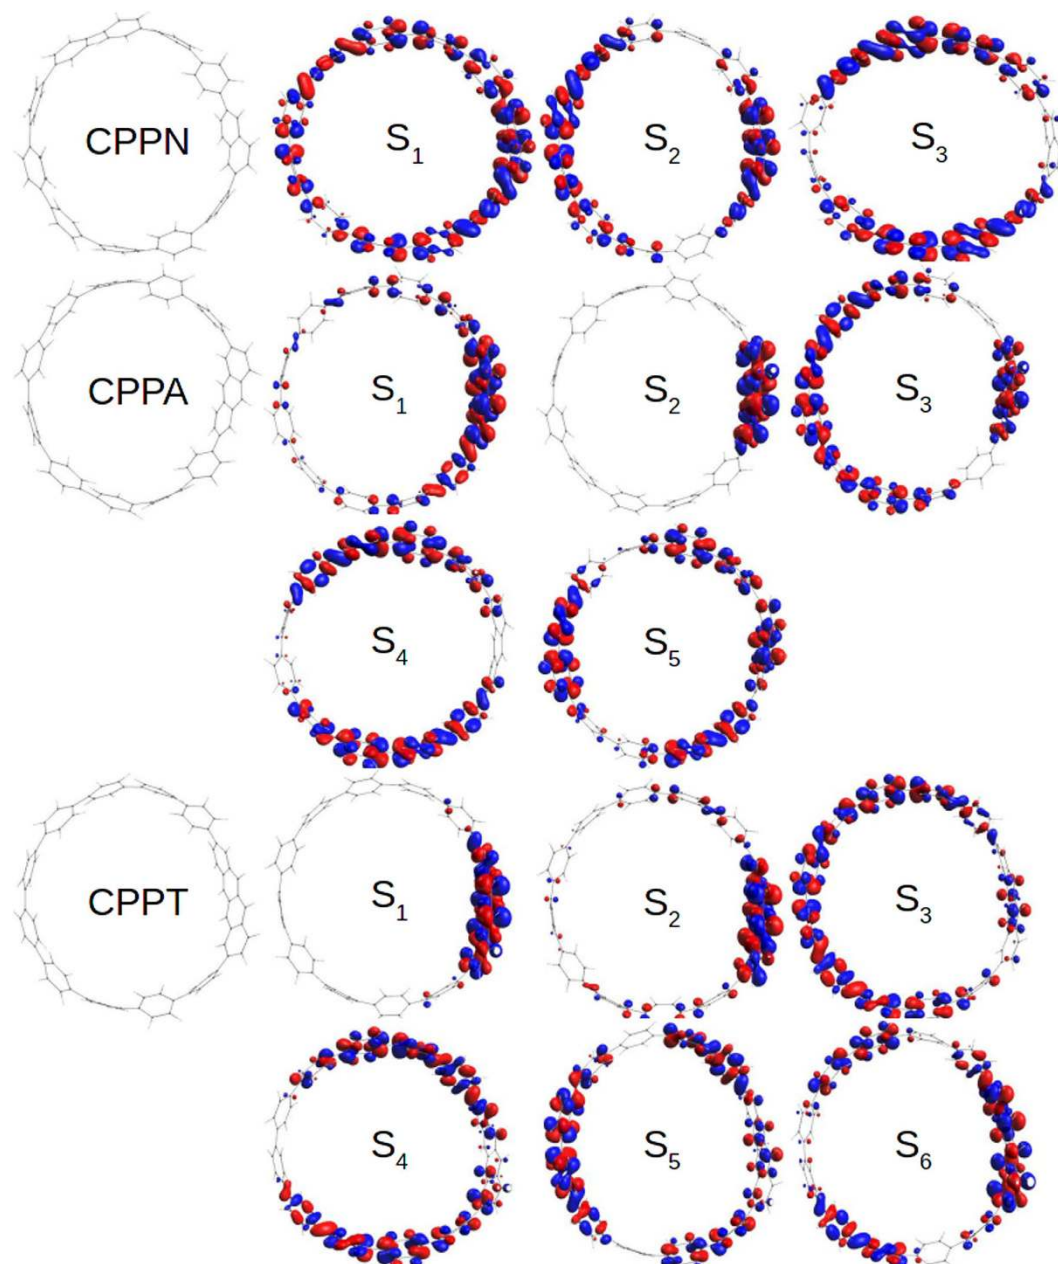 CPPN S₁ S₂ S₃
CPPA S₁ S₂ S₃
S₄ S₅
CPPT S₁ S₂ S₃
S₄ S₅ S₆